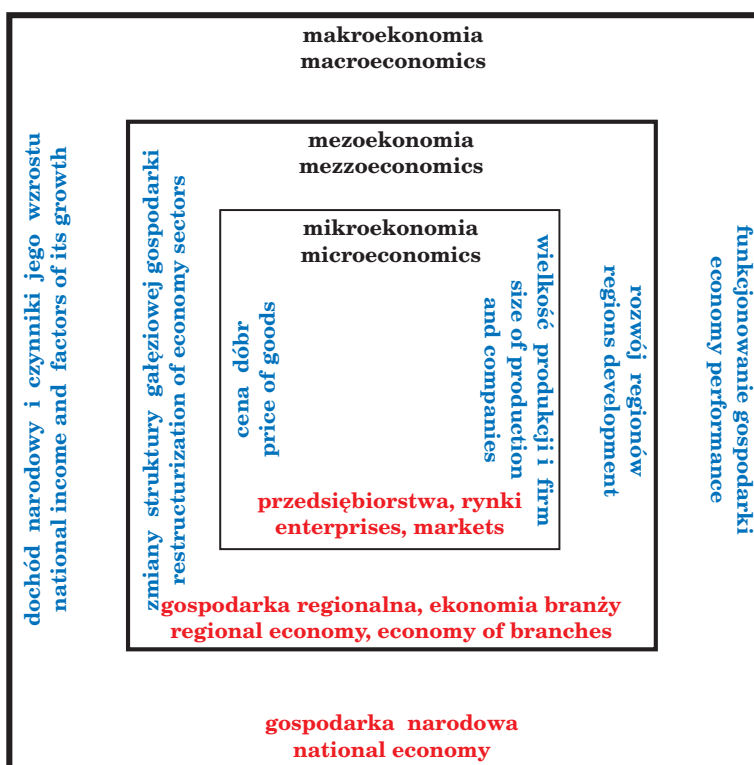 makroekonomia
macroeconomics
mezoekonomia
mezzoeconomics
mikroekonomia
microeconomics
dochód narodowy i czynniki jego wzrostu
national income and factors of its growth
zmiany struktury gałęziowej gospodarki
restructurization of economy sectors
cena dóbr
price of goods
wielkość produkcji i firm
size of production
and companies
rozwój regionów
regions development
funkcjonowanie gospodarki
economy performance
przedsiębiorstwa, rynki
enterprises, markets
gospodarka regionalna, ekonomia branży
regional economy, economy of branches
gospodarka narodowa
national economy